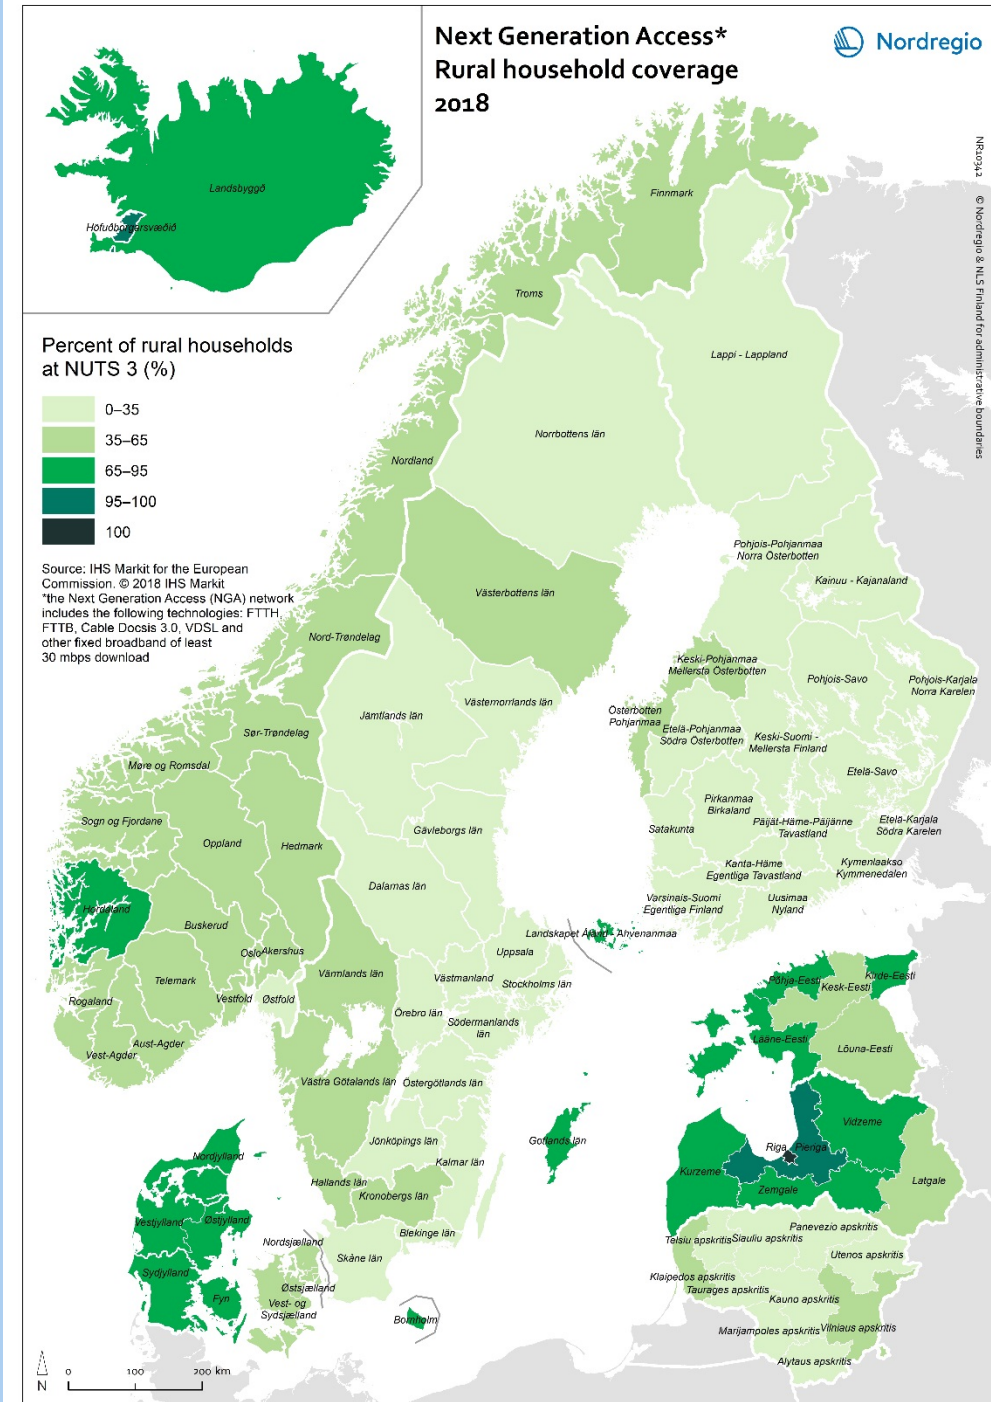 Next Generation Access*
Rural household coverage
2018
Nordregio
NR10342 © Nordregio & NLS Finland for administrative boundaries
Landsbyggð
Höfuðborgarsvæðið
Percent of rural households
at NUTS 3 (%)
0–35
35–65
65–95
95–100
100
Source: IHS Markit for the European
Commission. © 2018 IHS Markit
*the Next Generation Access (NGA) network
includes the following technologies: FTTH,
FTTB, Cable Docsis 3.0, VDSL and
other fixed broadband of least
30 mbps download
Finnmark
Troms
Lappi - Lappland
Norrbottens län
Nordland
Pohjois-Pohjanmaa
Norra Österbotten
Kainuu - Kajanaland
Västerbottens län
Nord-Trøndelag
Keski-Pohjanmaa
Mellersta Österbotten
Pohjois-Savo
Pohjois-Karjala
Norra Karelen
Västernorrlands län
Jämtlands län
Österbotten
Pohjanmaa
Etelä-Pohjanmaa
Södra Österbotten
Keski-Suomi -
Mellersta Finland
Sør-Trøndelag
Møre og Romsdal
Etelä-Savo
Pirkanmaa
Birkaland
Sogn og Fjordane
Gävleborgs län
Satakunta
Päijät-Häme-Päijänne
Tavastland
Etelä-Karjala
Södra Karelen
Oppland
Hedmark
Kanta-Häme
Egentliga Tavastland
Kymenlaakso
Kymmenedalen
Dalarnas län
Varsinais-Suomi
Egentliga Finland
Uusimaa
Nyland
Hordaland
Buskerud
Landskapet Åland - Ahvenanmaa
Oslo
Akershus
Uppsala
Telemark
Värmlands län
Västmanland
Stockholms län
Rogaland
Vestfold
Østfold
Örebro län
Södermanlands
län
Põhja-Eesti
Kirde-Eesti
Kesk-Eesti
Aust-Agder
Vest-Agder
Lääne-Eesti
Lõuna-Eesti
Västra Götalands län
Östergötlands län
Vidzeme
Jönköpings län
Gotlands län
Riga
Pieriga
Nordjylland
Kalmar län
Kurzeme
Latgale
Hallands län
Kronobergs län
Zemgale
Vestjylland
Østjylland
Blekinge län
Panevezio apskritis
Nordsjælland
Telsiu apskritis
Siauliu apskritis
Skåne län
Utenos apskritis
Sydjylland
Klaipedos apskritis
Østsjælland
Taurages apskritis
Fyn
Vest- og
Sydsjælland
Kauno apskritis
Bornholm
Marijampoles apskritis
Vilniaus apskritis
Alytaus apskritis
N
0
100
200 km